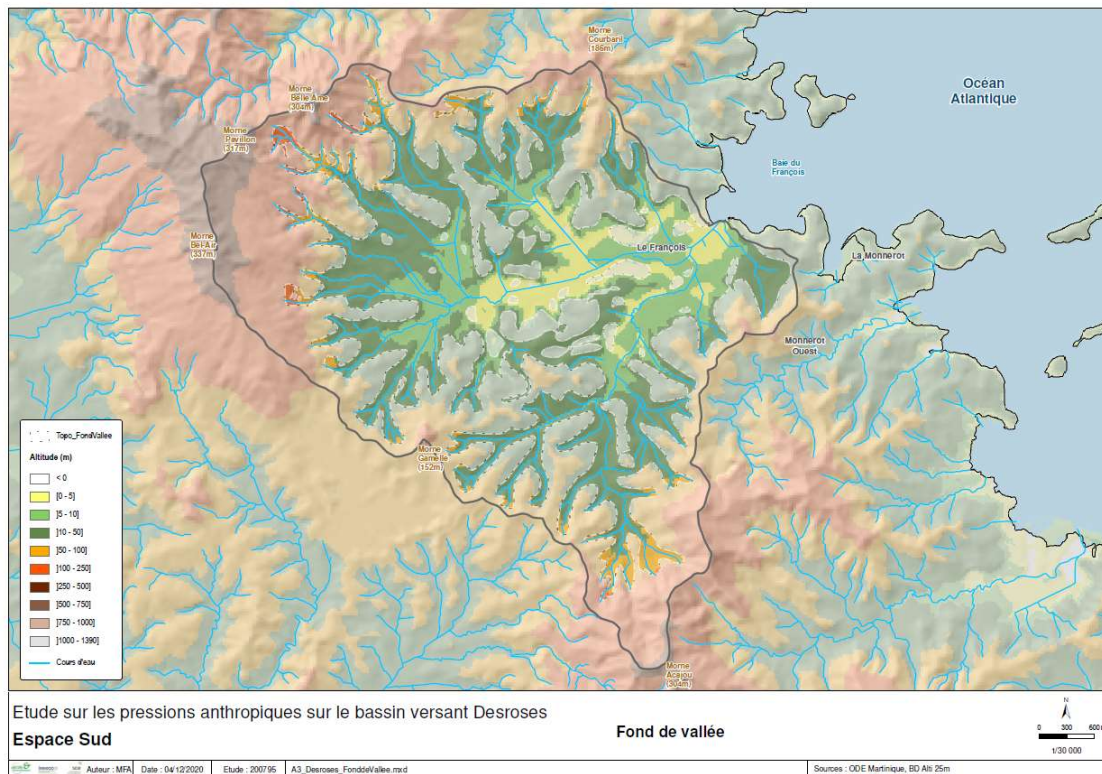 Morne
Courbaril
(186m)
Océan
Atlantique
Morne
Belle Ame
(304m)
Morne
Pavillon
(317m)
Baie du
François
Morne
Bel Air
(337m)
Le François
La Monnerot
Monnerot
Ouest
Morne
Gamelle
(152m)
Morne
Acajou
(304m)
Topo_FondVallee
Altitude (m)
< 0
[0 - 5]
]5 - 10]
]10 - 50]
]50 - 100]
]100 - 250]
]250 - 500]
]500 - 750]
]750 - 1000]
]1000 - 1390]
Cours d'eau
Etude sur les pressions anthropiques sur le bassin versant Desroses
Espace Sud
Fond de vallée
N
0 300 600
1/30 000
Auteur : MFA Date : 04/12/2020 Etude : 200795 A3_Desroses_FonddeVallee.mxd Sources : ODE Martinique, BD Alti 25m